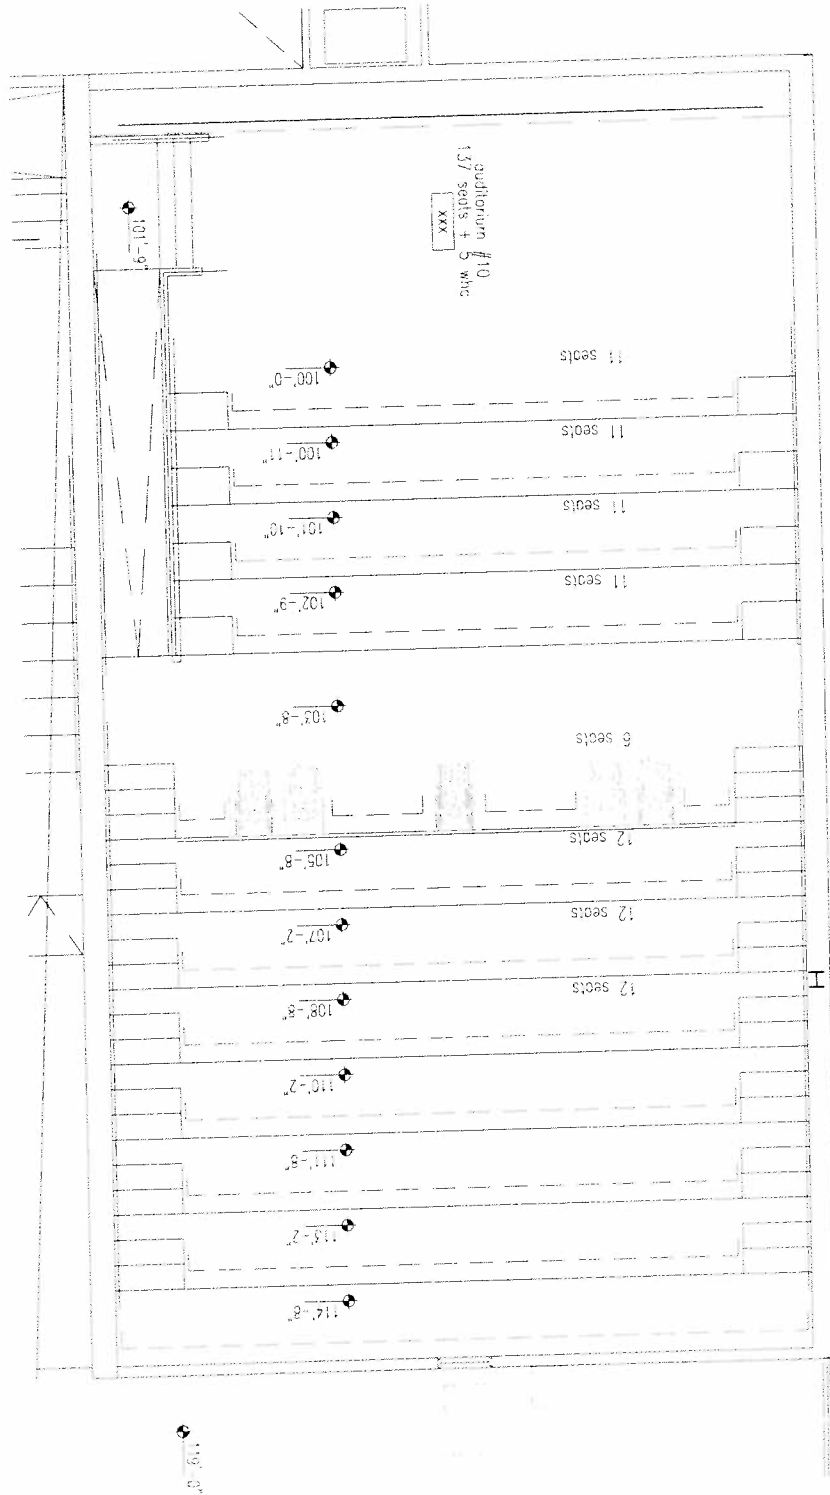 auditorium #10
137 seats + 5 whc
xxx
101'-9"
11 seats
100'-0"
11 seats
100'-11"
11 seats
101'-10"
11 seats
102'-9"
103'-8"
6 seats
12 seats
105'-8"
12 seats
107'-2"
12 seats
108'-8"
110'-2"
111'-8"
113'-2"
114'-8"
119'-0"